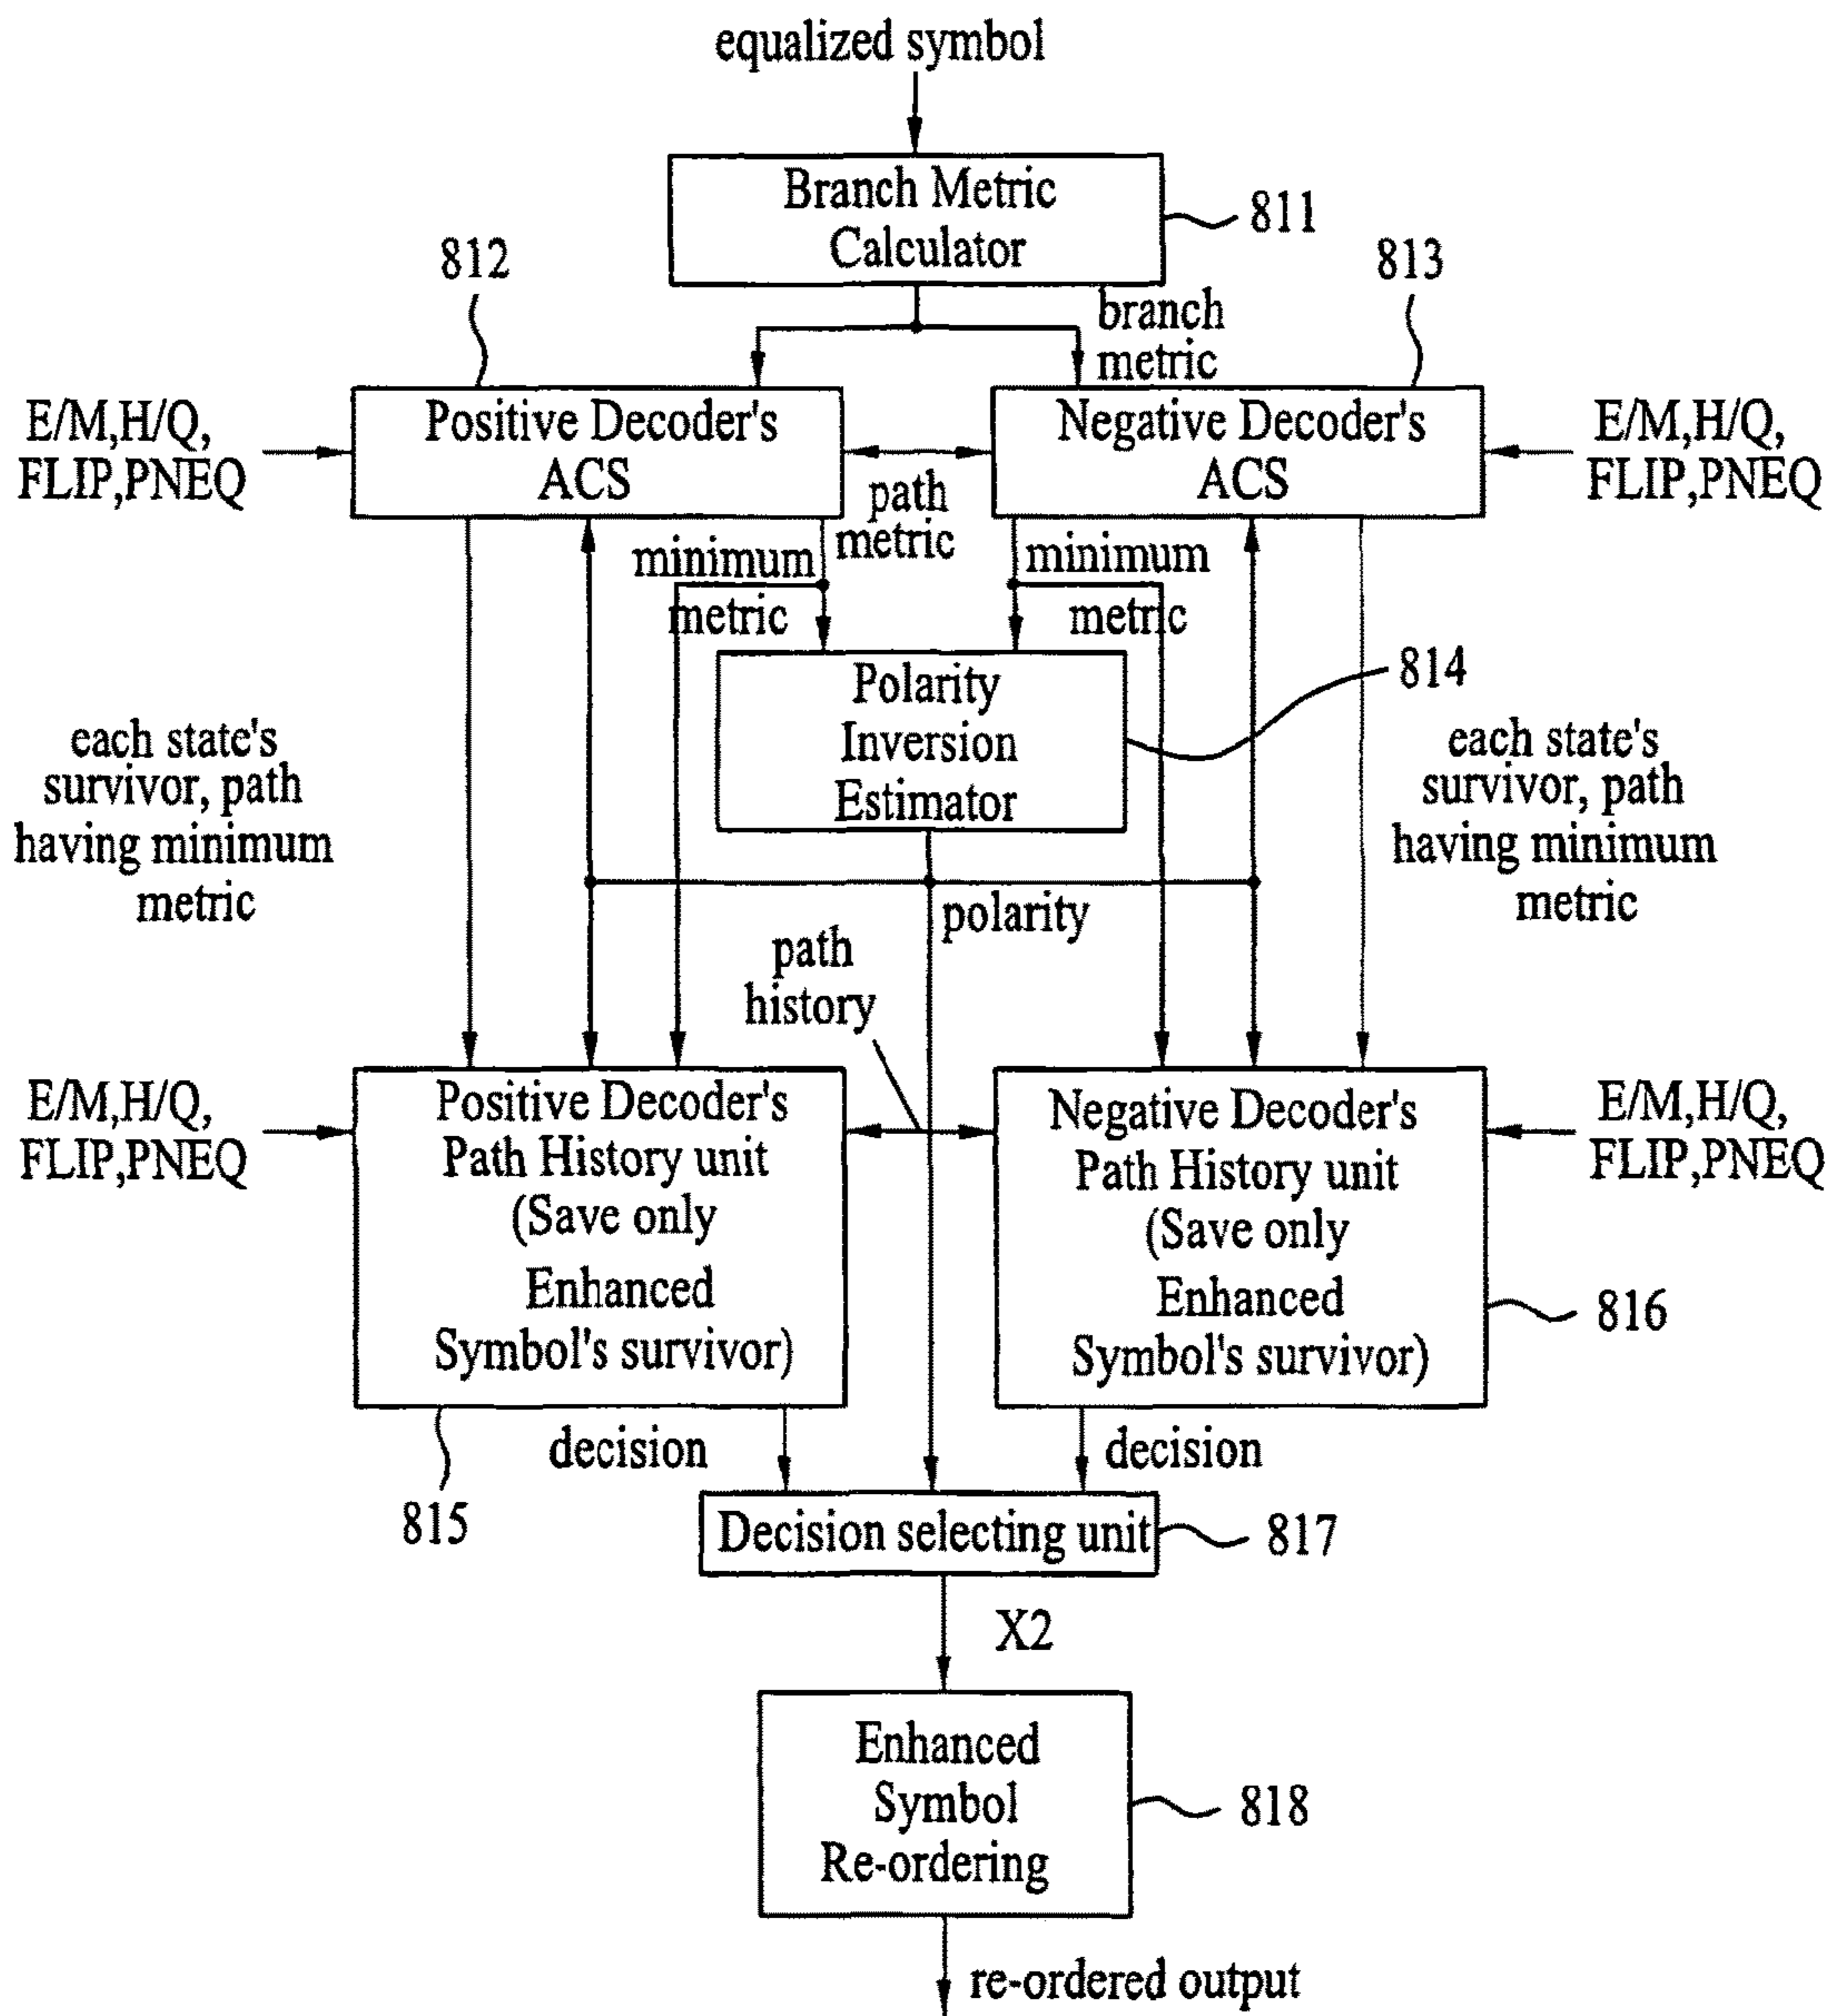 equalized symbol
Branch Metric
Calculator
811
812
813
branch
metric
E/M,H/Q,
FLIP,PNEQ
Positive Decoder's
ACS
path
metric
Negative Decoder's
ACS
E/M,H/Q,
FLIP,PNEQ
minimum
metric
minimum
metric
Polarity
Inversion
Estimator
814
each state's
survivor, path
having minimum
metric
each state's
survivor, path
having minimum
metric
polarity
path
history
E/M,H/Q,
FLIP,PNEQ
Positive Decoder's
Path History unit
(Save only
Enhanced
Symbol's survivor)
Negative Decoder's
Path History unit
(Save only
Enhanced
Symbol's survivor)
E/M,H/Q,
FLIP,PNEQ
816
decision
decision
815
Decision selecting unit
817
X2
Enhanced
Symbol
Re-ordering
818
re-ordered output